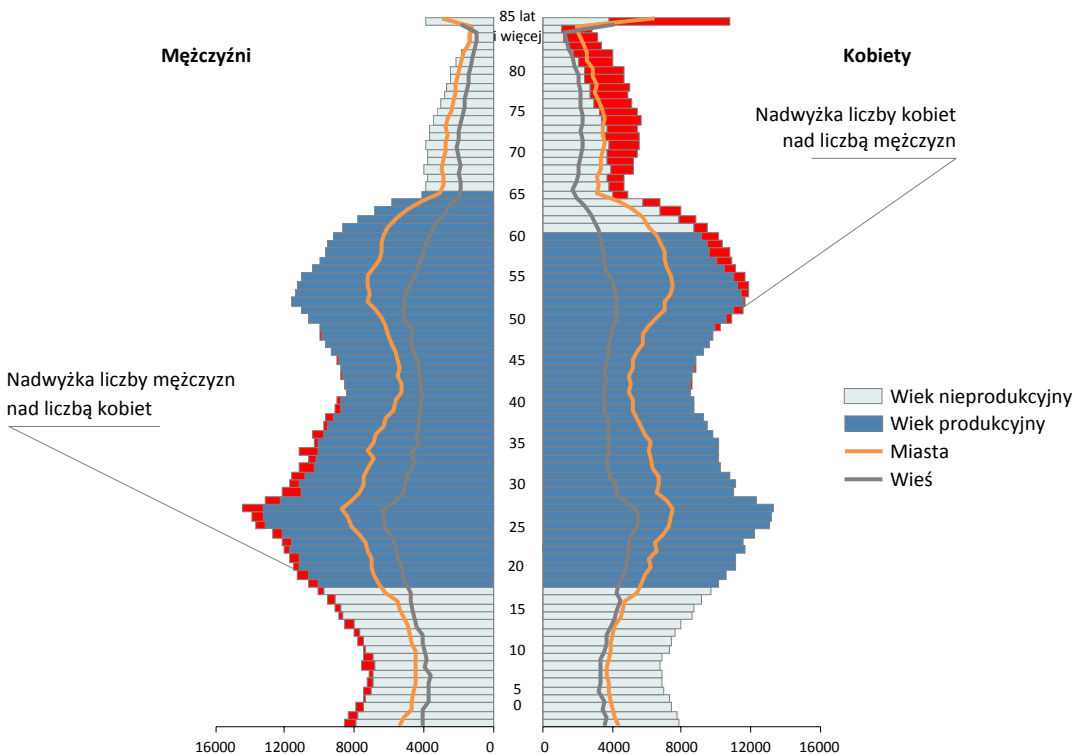 85 lat
i więcej
Mężczyźni
Kobiety
80
Nadwyżka liczby kobiet
nad liczbą mężczyzn
75
70
65
60
55
50
45
Nadwyżka liczby mężczyzn
nad liczbą kobiet
40
35
30
25
20
15
10
5
0
Wiek nieprodukcyjny
Wiek produkcyjny
Miasta
Wieś
16000 12000 8000 4000 0 0 4000 8000 12000 16000